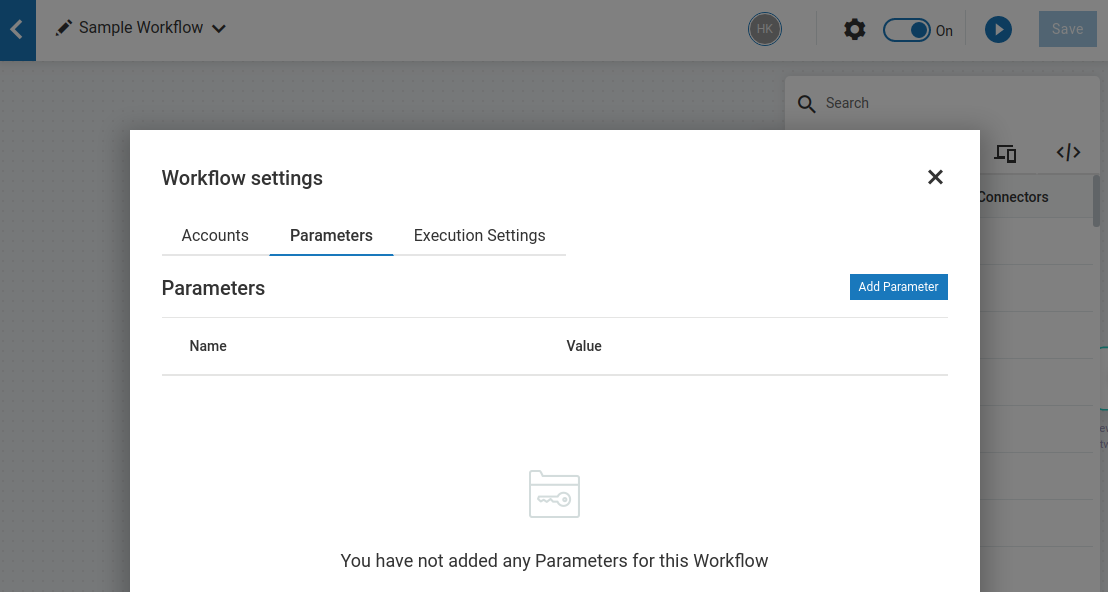 Sample Workflow
HK
On
Save
Search
Connectors
Workflow settings
Accounts
Parameters
Execution Settings
Parameters
Add Parameter
Name
Value
You have not added any Parameters for this Workflow